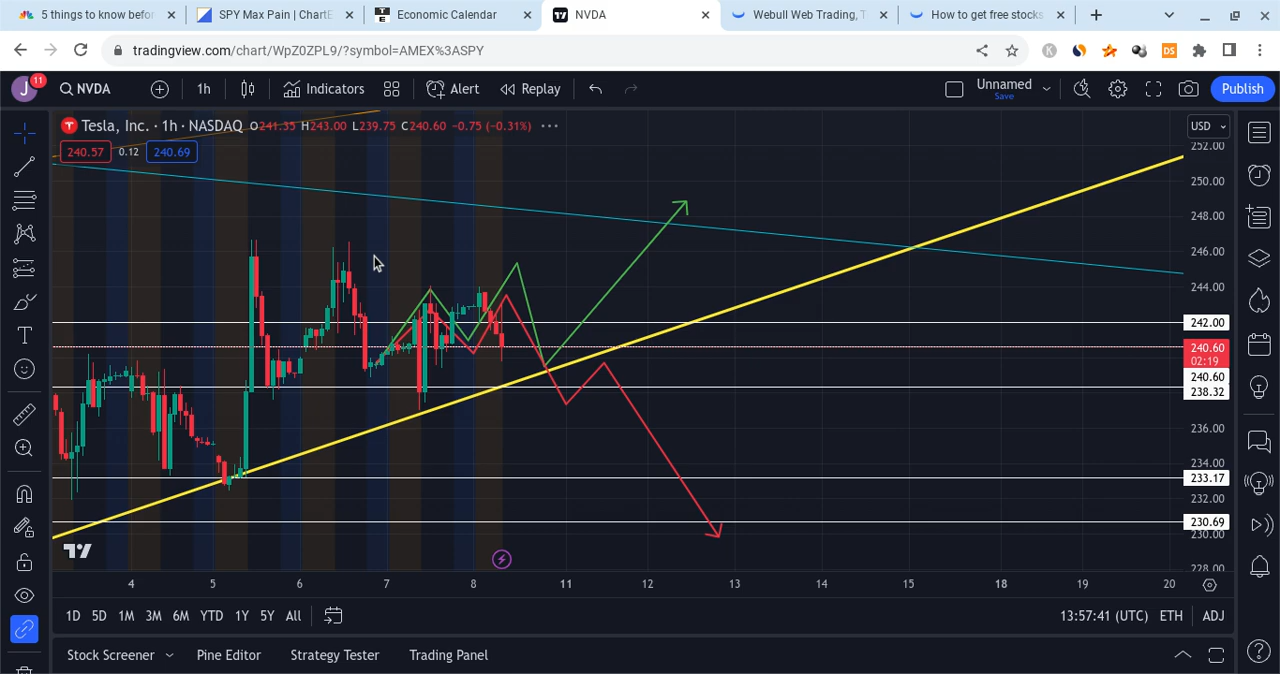 5 things to know befor
SPY Max Pain | ChartE
Economic Calendar
NVDA
Webull Web Trading, T
How to get free stocks
tradingview.com/chart/WpZ0ZPL9/?symbol=AMEX%3ASPY
K
DS
J
11
NVDA
1h
Indicators
Alert
Replay
Unnamed
Save
Publish
Tesla, Inc. · 1h · NASDAQ O241.35 H243.00 L239.75 C240.60 -0.75 (-0.31%)
USD
240.57
0.12
240.69
252.00
250.00
248.00
246.00
244.00
242.00
240.60
02:19
240.60
238.32
236.00
234.00
233.17
232.00
230.69
230.00
228.00
4 5 6 7 8 11 12 13 14 15 18 19 20
1D 5D 1M 3M 6M YTD 1Y 5Y All
13:57:41 (UTC) ETH ADJ
Stock Screener
Pine Editor
Strategy Tester
Trading Panel